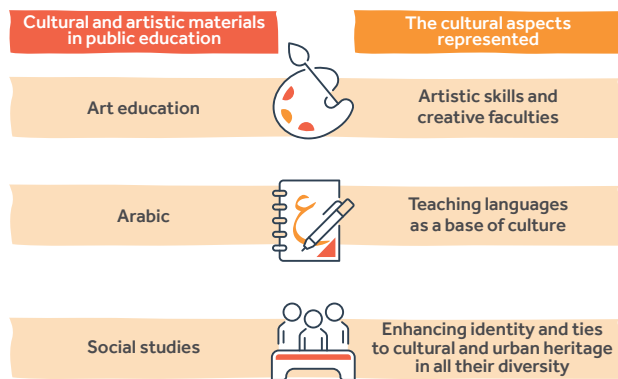 Cultural and artistic materials
in public education
The cultural aspects
represented
Art education
Artistic skills and
creative faculties
Arabic
ع
Teaching languages
as a base of culture
Social studies
Enhancing identity and ties
to cultural and urban heritage
in all their diversity